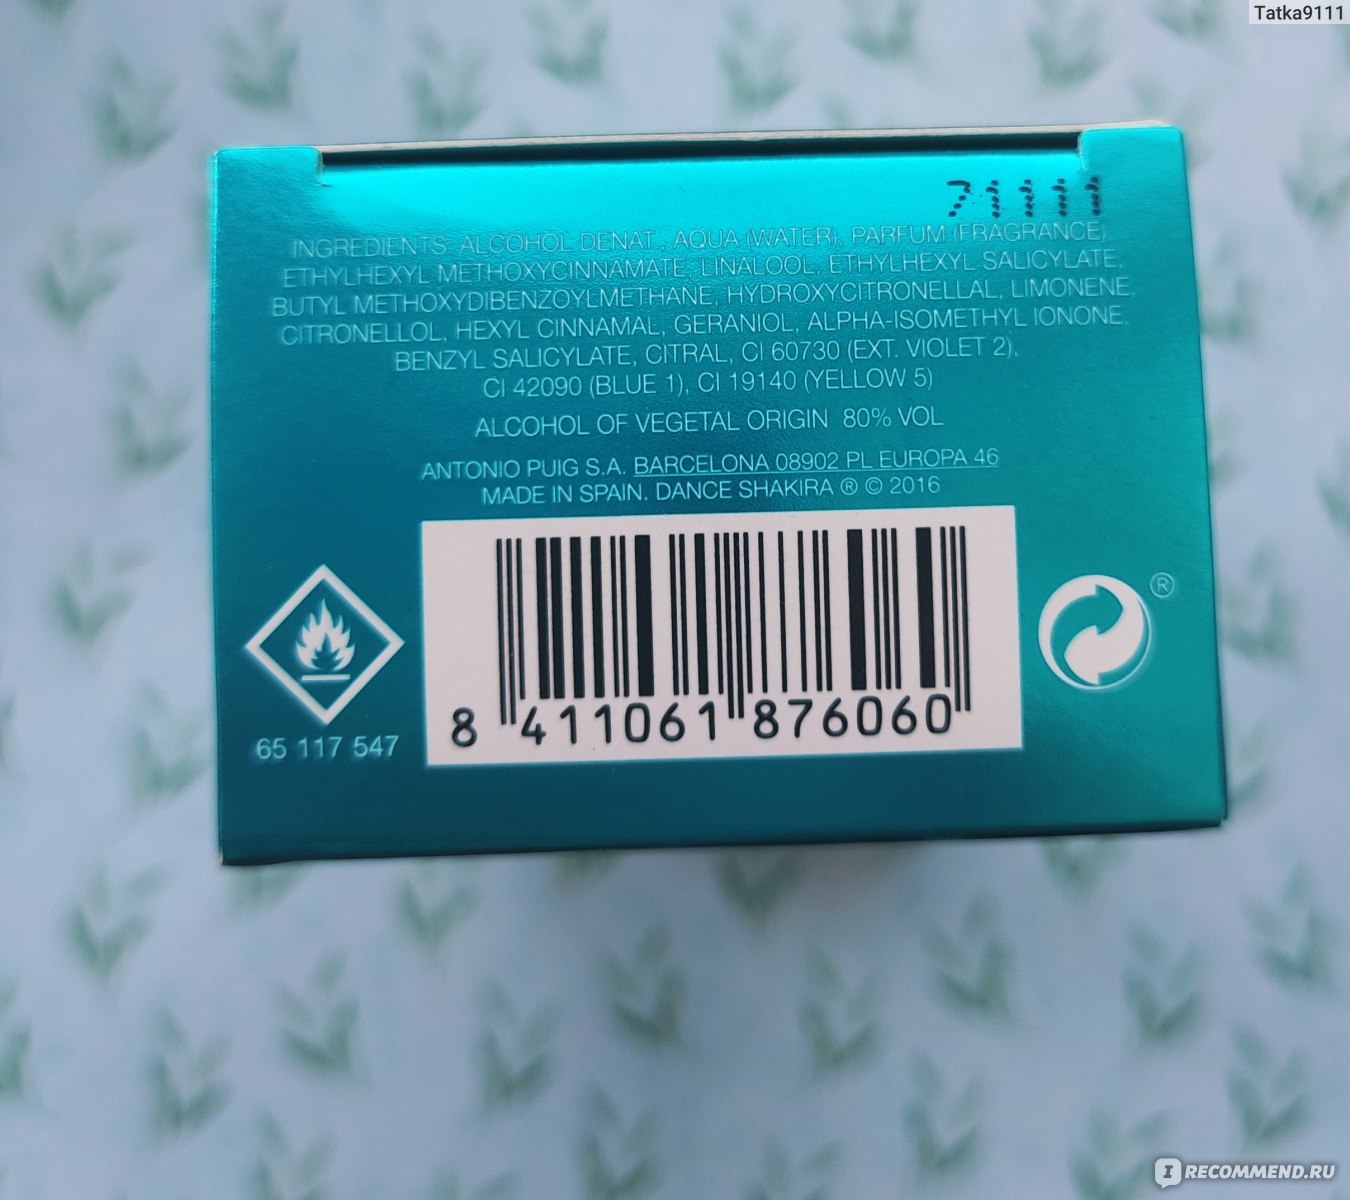 Tatka9111
71111
INGREDIENTS: ALCOHOL DENAT., AQUA (WATER), PARFUM (FRAGRANCE),
ETHYLHEXYL METHOXYCINNAMATE, LINALOOL, ETHYLHEXYL SALICYLATE,
BUTYL METHOXYDIBENZOYLMETHANE, HYDROXYCITRONELLAL, LIMONENE,
CITRONELLOL, HEXYL CINNAMAL, GERANIOL, ALPHA-ISOMETHYL IONONE,
BENZYL SALICYLATE, CITRAL, CI 60730 (EXT. VIOLET 2),
CI 42090 (BLUE 1), CI 19140 (YELLOW 5)
ALCOHOL OF VEGETAL ORIGIN 80% VOL
ANTONIO PUIG S.A. BARCELONA 08902 PL EUROPA 46
MADE IN SPAIN. DANCE SHAKIRA ® © 2016
®
65 117 547
8 411061 876060
IRECOMMEND.RU